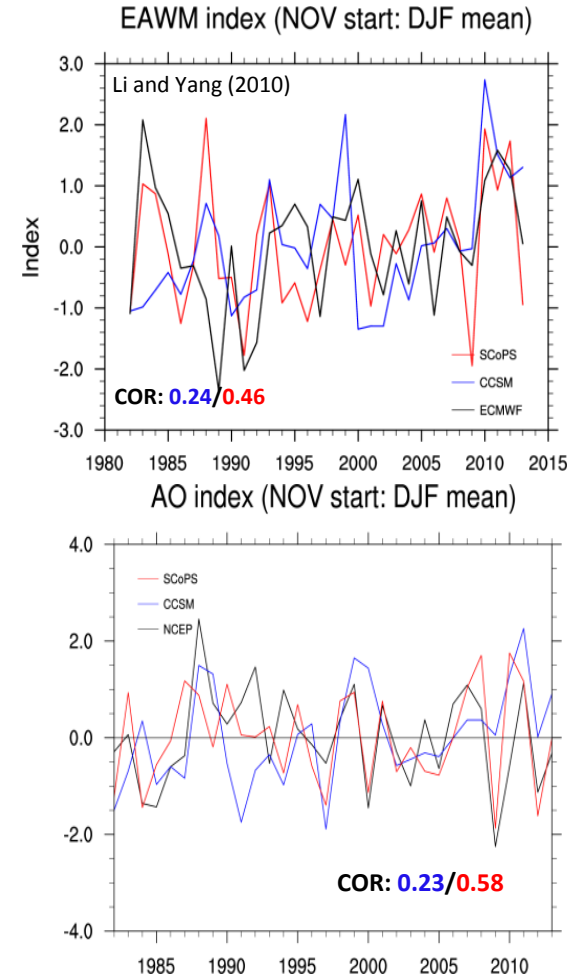 EAWM index (NOV start: DJF mean)
3.0
Li and Yang (2010)
2.0
1.0
0.0
-1.0
-2.0
-3.0
Index
SCoPS
CCSM
ECMWF
COR: 0.24/0.46
1980 1985 1990 1995 2000 2005 2010 2015
AO index (NOV start: DJF mean)
4.0
SCoPS
CCSM
NCEP
2.0
0.0
-2.0
COR: 0.23/0.58
-4.0
1985 1990 1995 2000 2005 2010